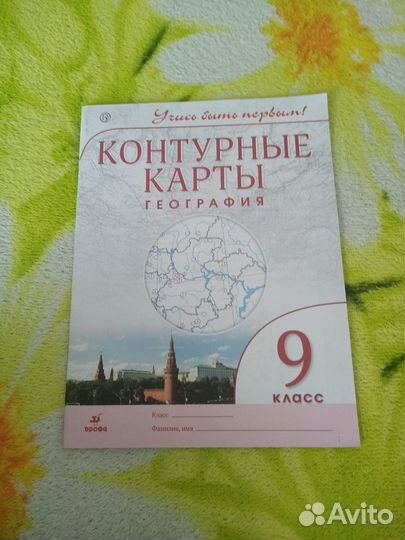 Учись быть первым!
КОНТУРНЫЕ
КАРТЫ
ГЕОГРАФИЯ
9
КЛАСС
Класс
Фамилия, имя
дрофа
Avito